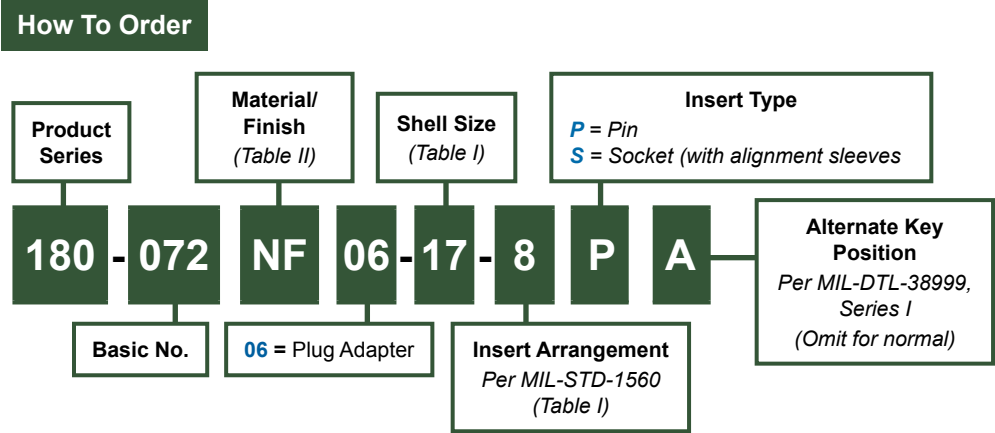 How To Order
Product
Series
Material/
Finish
(Table II)
Shell Size
(Table I)
Insert Type
P = Pin
S = Socket (with alignment sleeves
180 - 072 NF 06 - 17 - 8 P A
Alternate Key
Position
Per MIL-DTL-38999,
Series I
(Omit for normal)
Basic No.
06 = Plug Adapter
Insert Arrangement
Per MIL-STD-1560
(Table I)